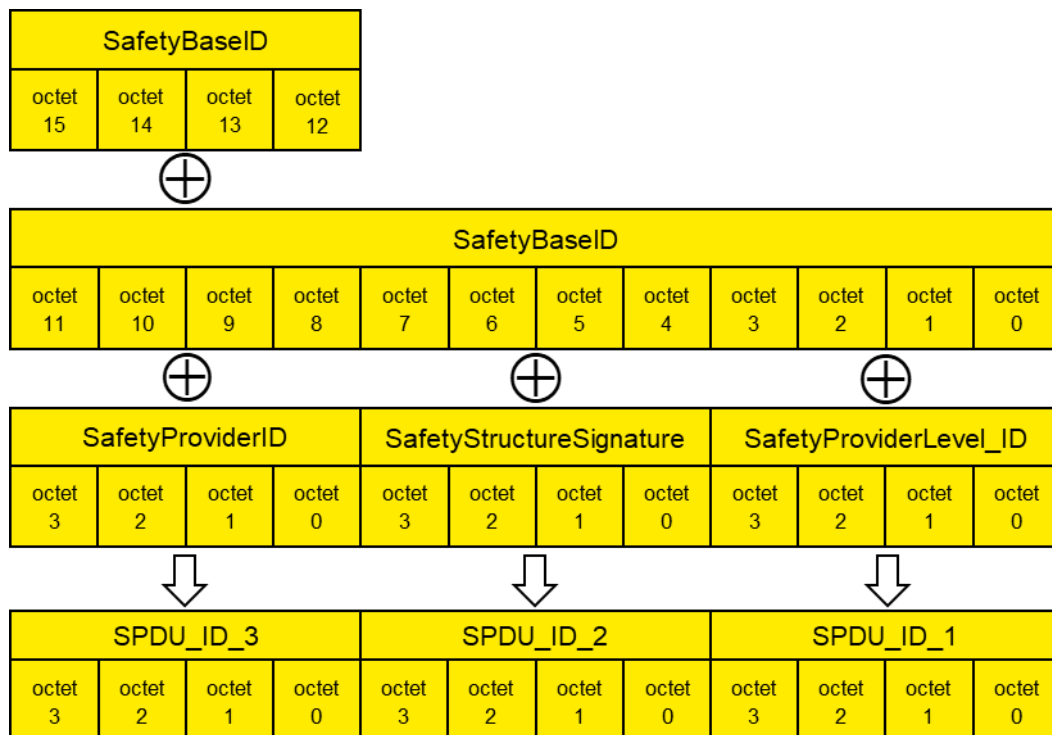 SafetyBaseID
octet octet octet octet
15 14 13 12
SafetyBaseID
octet octet octet octet octet octet octet octet octet octet octet octet
11 10 9 8 7 6 5 4 3 2 1 0
SafetyProviderID SafetyStructureSignature SafetyProviderLevel_ID
octet octet octet octet octet octet octet octet octet octet octet octet
3 2 1 0 3 2 1 0 3 2 1 0
SPDU_ID_3 SPDU_ID_2 SPDU_ID_1
octet octet octet octet octet octet octet octet octet octet octet octet
3 2 1 0 3 2 1 0 3 2 1 0